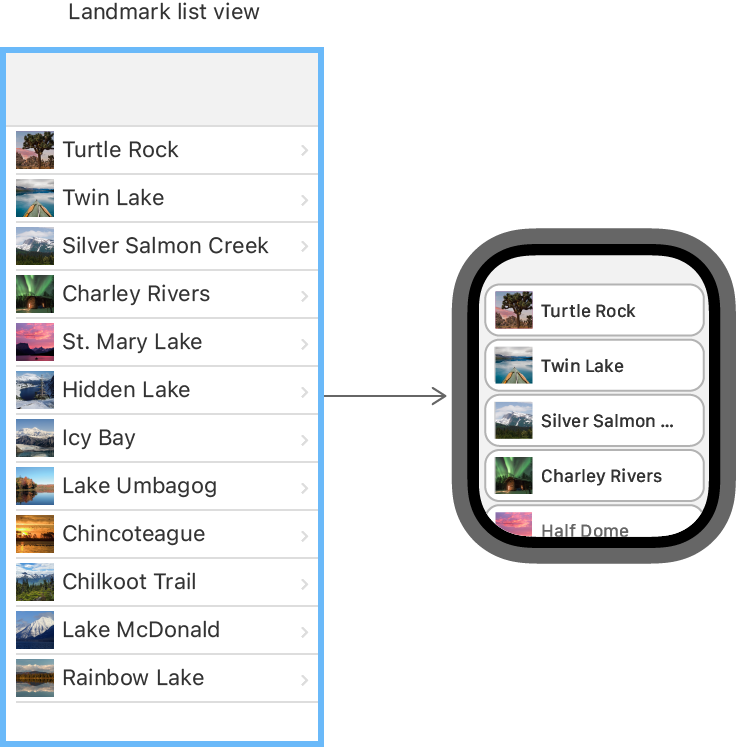 Landmark list view
Turtle Rock
Twin Lake
Silver Salmon Creek
Charley Rivers
St. Mary Lake
Hidden Lake
Icy Bay
Lake Umbagog
Chincoteague
Chilkoot Trail
Lake McDonald
Rainbow Lake
Turtle Rock
Twin Lake
Silver Salmon ...
Charley Rivers
Half Dome